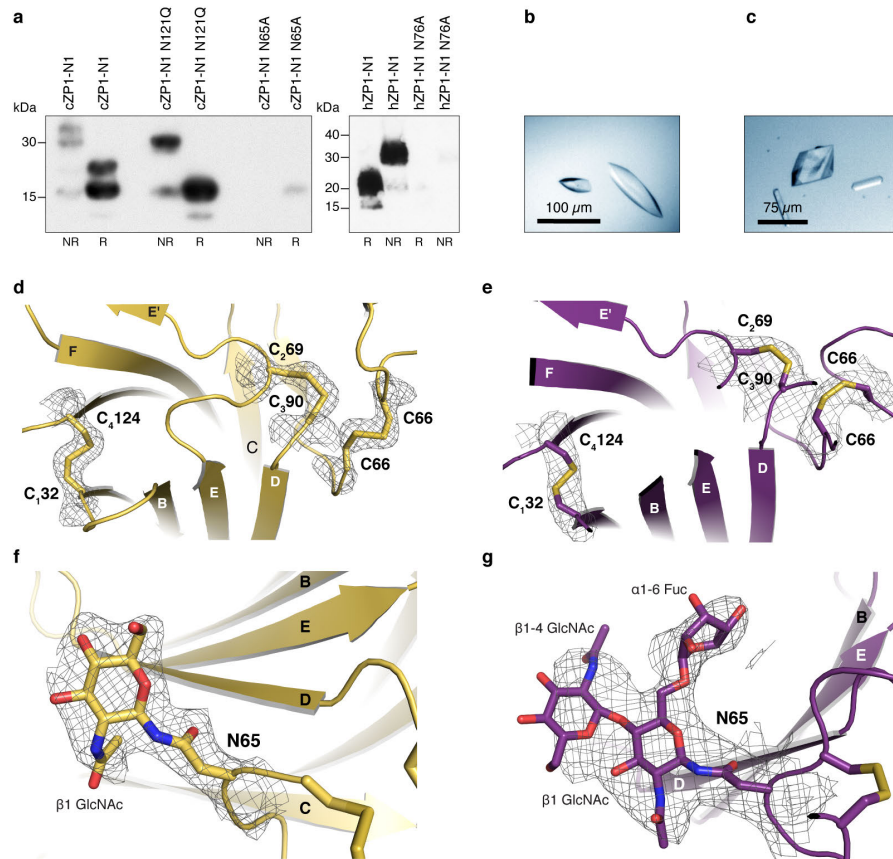 a
cZP1-N1
cZP1-N1
cZP1-N1 N121Q
cZP1-N1 N121Q
cZP1-N1 N65A
cZP1-N1 N65A
kDa
30
15
NR R NR R NR R
hZP1-N1
hZP1-N1
hZP1-N1 N76A
hZP1-N1 N76A
kDa
40
30
20
15
R NR R NR
b
100 µm
c
75 µm
d
E'
F
C₂69
C₃90
C66
C66
C₄124
C
C₁32
B
E
D
e
E'
C₂69
C66
F
C₃90
C₄124
C66
D
C₁32
B
E
f
B
E
D
N65
β1 GlcNAc
C
g
α1-6 Fuc
β1-4 GlcNAc
B
E
N65
D
β1 GlcNAc